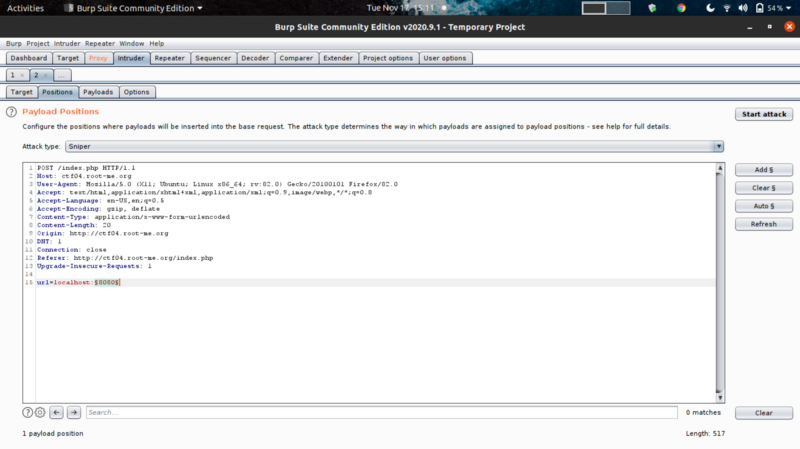 Activities Burp Suite Community Edition Tue Nov 17 15:11 54 %
Burp Suite Community Edition v2020.9.1 - Temporary Project
Burp Project Intruder Repeater Window Help
Dashboard Target Proxy Intruder Repeater Sequencer Decoder Comparer Extender Project options User options
1 × 2 × ...
Target Positions Payloads Options
? Payload Positions
Start attack
Configure the positions where payloads will be inserted into the base request. The attack type determines the way in which payloads are assigned to payload positions - see help for full details.
Attack type: Sniper
Add §
Clear §
Auto §
Refresh
1 POST /index.php HTTP/1.1
2 Host: ctf04.root-me.org
3 User-Agent: Mozilla/5.0 (X11; Ubuntu; Linux x86_64; rv:82.0) Gecko/20100101 Firefox/82.0
4 Accept: text/html,application/xhtml+xml,application/xml;q=0.9,image/webp,*/*;q=0.8
5 Accept-Language: en-US,en;q=0.5
6 Accept-Encoding: gzip, deflate
7 Content-Type: application/x-www-form-urlencoded
8 Content-Length: 20
9 Origin: http://ctf04.root-me.org
10 DNT: 1
11 Connection: close
12 Referer: http://ctf04.root-me.org/index.php
13 Upgrade-Insecure-Requests: 1
14
15 url=localhost:§8080§
? Search... 0 matches Clear
1 payload position Length: 517